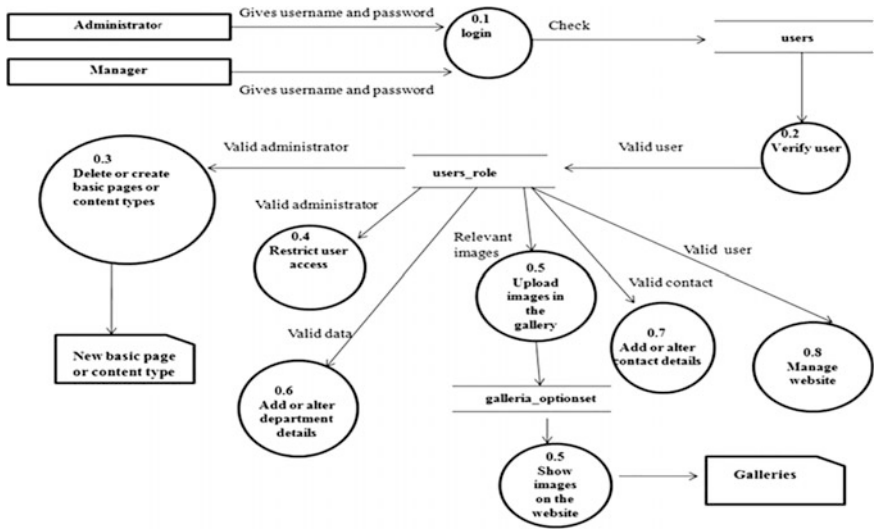 Gives username and password
Administrator
0.1
login
Check
users
Manager
Gives username and password
0.2
Verify user
Valid user
Valid administrator
users_role
0.3
Delete or create
basic pages or
content types
Valid administrator
0.4
Restrict user
access
Relevant
images
0.5
Upload
images in
the
gallery
Valid contact
Valid user
0.7
Add or alter
contact details
0.8
Manage
website
Valid data
New basic page
or content type
0.6
Add or alter
department
details
galleria_optionset
0.5
Show
images
on the
website
Galleries